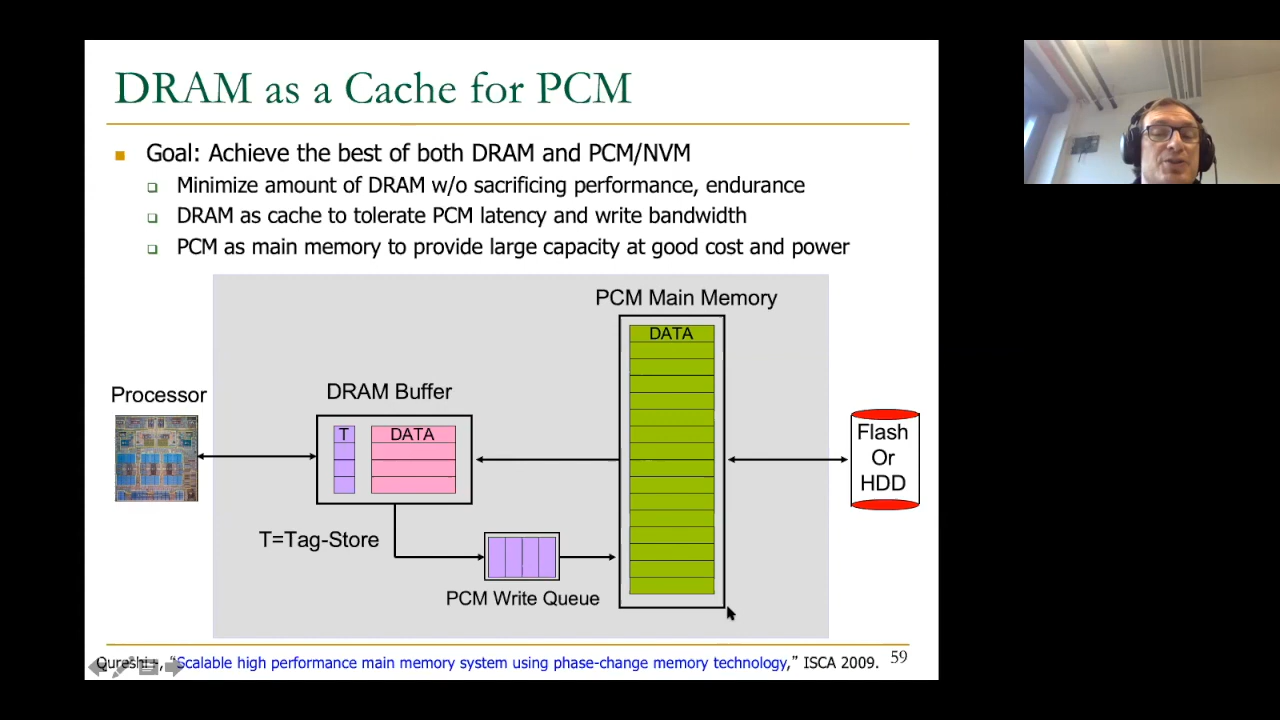 DRAM as a Cache for PCM
Goal: Achieve the best of both DRAM and PCM/NVM
Minimize amount of DRAM w/o sacrificing performance, endurance
DRAM as cache to tolerate PCM latency and write bandwidth
PCM as main memory to provide large capacity at good cost and power
PCM Main Memory
DATA
Processor
DRAM Buffer
T
DATA
Flash
Or
HDD
T=Tag-Store
PCM Write Queue
Qureshi+, “Scalable high performance main memory system using phase-change memory technology,” ISCA 2009.
59